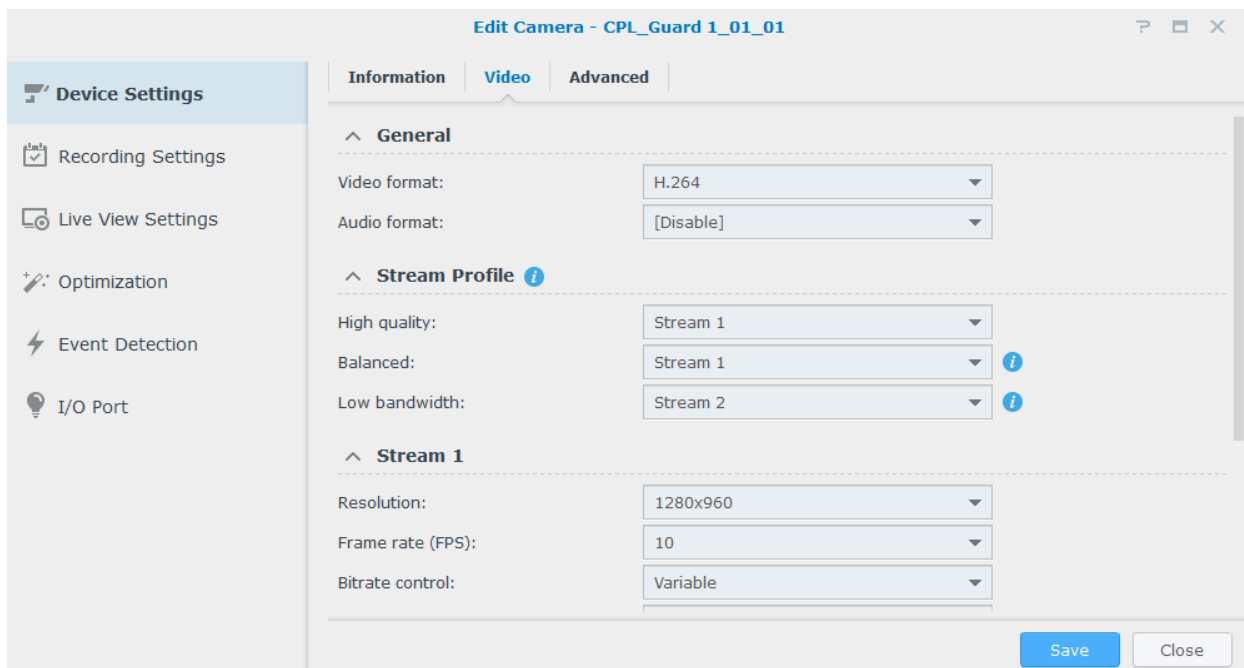 Edit Camera - CPL_Guard 1_01_01
Device Settings
Recording Settings
Live View Settings
Optimization
Event Detection
I/O Port
Information Video Advanced
General
Video format: H.264
Audio format: [Disable]
Stream Profile
High quality: Stream 1
Balanced: Stream 1
Low bandwidth: Stream 2
Stream 1
Resolution: 1280x960
Frame rate (FPS): 10
Bitrate control: Variable
Save Close